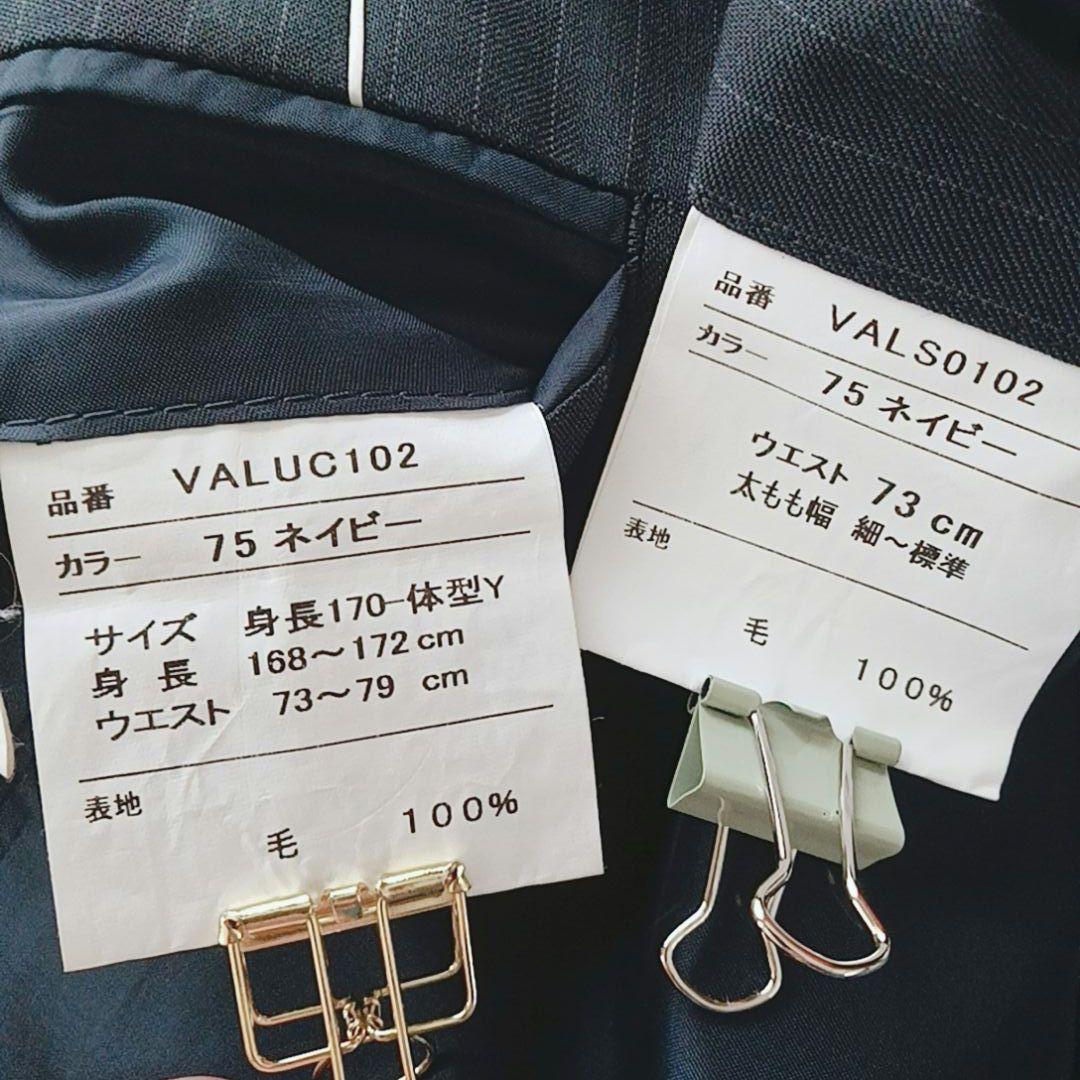 品番 VALUC102
カラー 75 ネイビー
サイズ 身長170-体型Y
身 長 168～172 cm
ウエスト 73～79 cm
表地
毛 100%
品番 VALS0102
カラー 75 ネイビー
ウエスト 73 cm
太もも幅 細～標準
表地
毛 100%